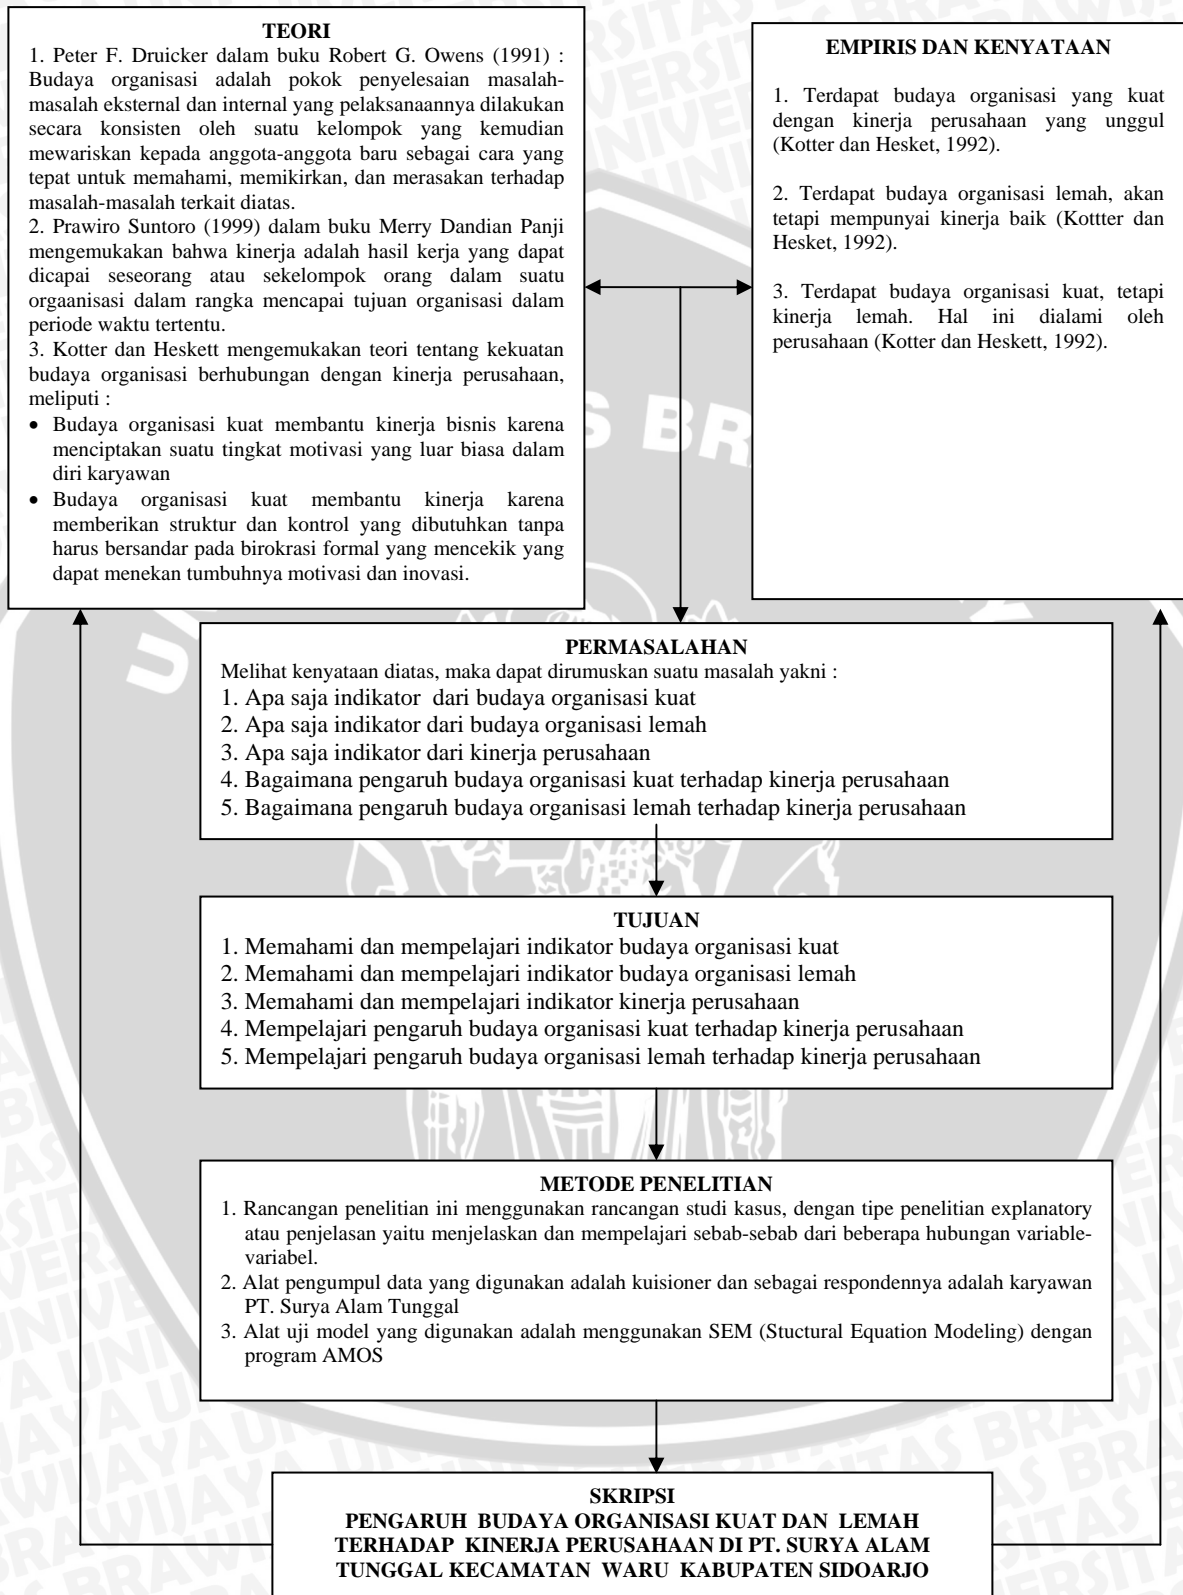 TEORI
1. Peter F. Druicker dalam buku Robert G. Owens (1991) :
Budaya organisasi adalah pokok penyelesaian masalah-
masalah eksternal dan internal yang pelaksanaannya dilakukan
secara konsisten oleh suatu kelompok yang kemudian
mewariskan kepada anggota-anggota baru sebagai cara yang
tepat untuk memahami, memikirkan, dan merasakan terhadap
masalah-masalah terkait diatas.
2. Prawiro Suntoro (1999) dalam buku Merry Dandian Panji
mengemukakan bahwa kinerja adalah hasil kerja yang dapat
dicapai seseorang atau sekelompok orang dalam suatu
orgaanisasi dalam rangka mencapai tujuan organisasi dalam
periode waktu tertentu.
3. Kotter dan Heskett mengemukakan teori tentang kekuatan
budaya organisasi berhubungan dengan kinerja perusahaan,
meliputi :
• Budaya organisasi kuat membantu kinerja bisnis karena
menciptakan suatu tingkat motivasi yang luar biasa dalam
diri karyawan
• Budaya organisasi kuat membantu kinerja karena
memberikan struktur dan kontrol yang dibutuhkan tanpa
harus bersandar pada birokrasi formal yang mencekik yang
dapat menekan tumbuhnya motivasi dan inovasi.
EMPIRIS DAN KENYATAAN
1. Terdapat budaya organisasi yang kuat
dengan kinerja perusahaan yang unggul
(Kotter dan Hesket, 1992).
2. Terdapat budaya organisasi lemah, akan
tetapi mempunyai kinerja baik (Kottter dan
Hesket, 1992).
3. Terdapat budaya organisasi kuat, tetapi
kinerja lemah. Hal ini dialami oleh
perusahaan (Kotter dan Heskett, 1992).
PERMASALAHAN
Melihat kenyataan diatas, maka dapat dirumuskan suatu masalah yakni :
1. Apa saja indikator dari budaya organisasi kuat
2. Apa saja indikator dari budaya organisasi lemah
3. Apa saja indikator dari kinerja perusahaan
4. Bagaimana pengaruh budaya organisasi kuat terhadap kinerja perusahaan
5. Bagaimana pengaruh budaya organisasi lemah terhadap kinerja perusahaan
TUJUAN
1. Memahami dan mempelajari indikator budaya organisasi kuat
2. Memahami dan mempelajari indikator budaya organisasi lemah
3. Memahami dan mempelajari indikator kinerja perusahaan
4. Mempelajari pengaruh budaya organisasi kuat terhadap kinerja perusahaan
5. Mempelajari pengaruh budaya organisasi lemah terhadap kinerja perusahaan
METODE PENELITIAN
1. Rancangan penelitian ini menggunakan rancangan studi kasus, dengan tipe penelitian explanatory
atau penjelasan yaitu menjelaskan dan mempelajari sebab-sebab dari beberapa hubungan variable-
variabel.
2. Alat pengumpul data yang digunakan adalah kuisioner dan sebagai respondennya adalah karyawan
PT. Surya Alam Tunggal
3. Alat uji model yang digunakan adalah menggunakan SEM (Stuctural Equation Modeling) dengan
program AMOS
SKRIPSI
PENGARUH BUDAYA ORGANISASI KUAT DAN LEMAH
TERHADAP KINERJA PERUSAHAAN DI PT. SURYA ALAM
TUNGGAL KECAMATAN WARU KABUPATEN SIDOARJO